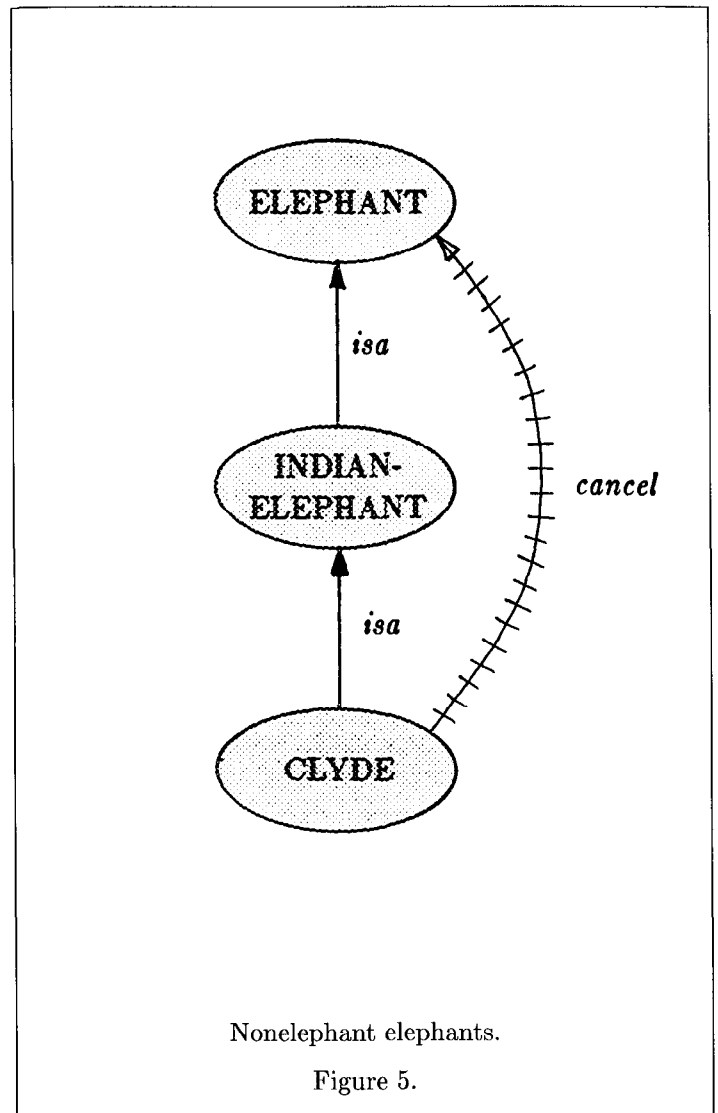 ELEPHANT
isa
INDIAN-
ELEPHANT
cancel
isa
CLYDE
Nonelephant elephants.
Figure 5.